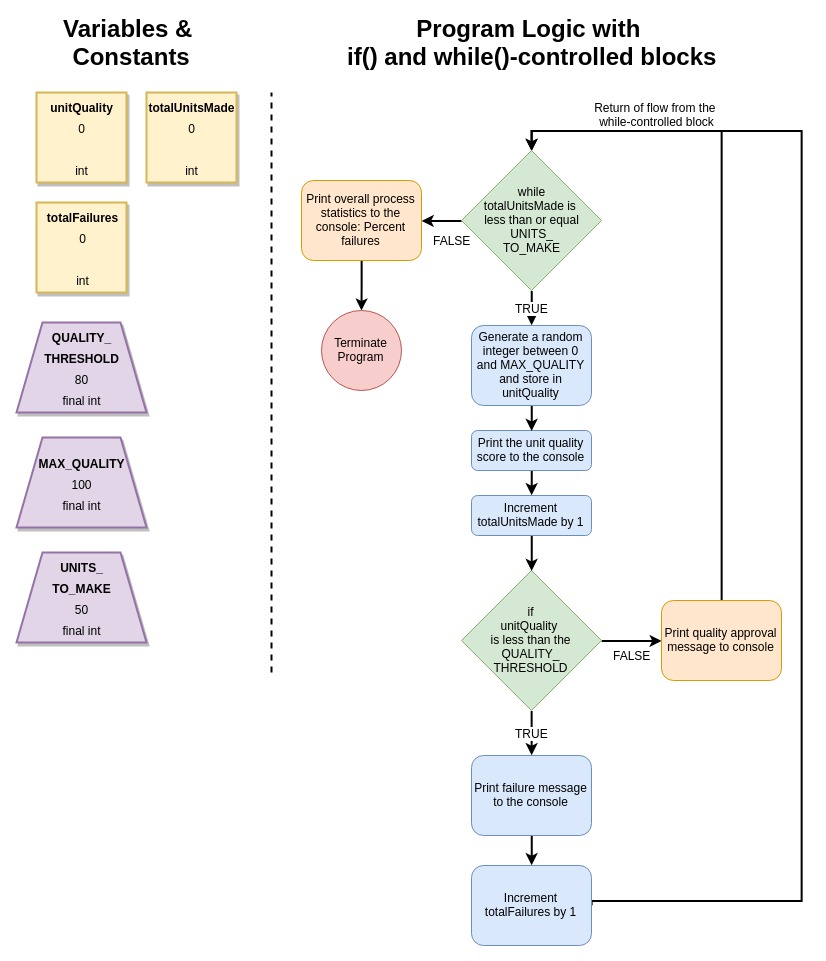 Variables &
Constants
Program Logic with
if() and while()-controlled blocks
unitQuality
0
int
totalUnitsMade
0
int
totalFailures
0
int
QUALITY_
THRESHOLD
80
final int
MAX_QUALITY
100
final int
UNITS_
TO_MAKE
50
final int
Return of flow from the
while-controlled block
while
totalUnitsMade is
less than or equal
UNITS_
TO_MAKE
FALSE
Print overall process
statistics to the
console: Percent
failures
Terminate
Program
TRUE
Generate a random
integer between 0
and MAX_QUALITY
and store in
unitQuality
Print the unit quality
score to the console
Increment
totalUnitsMade by 1
if
unitQuality
is less than the
QUALITY_
THRESHOLD
FALSE
Print quality approval
message to console
TRUE
Print failure message
to the console
Increment
totalFailures by 1